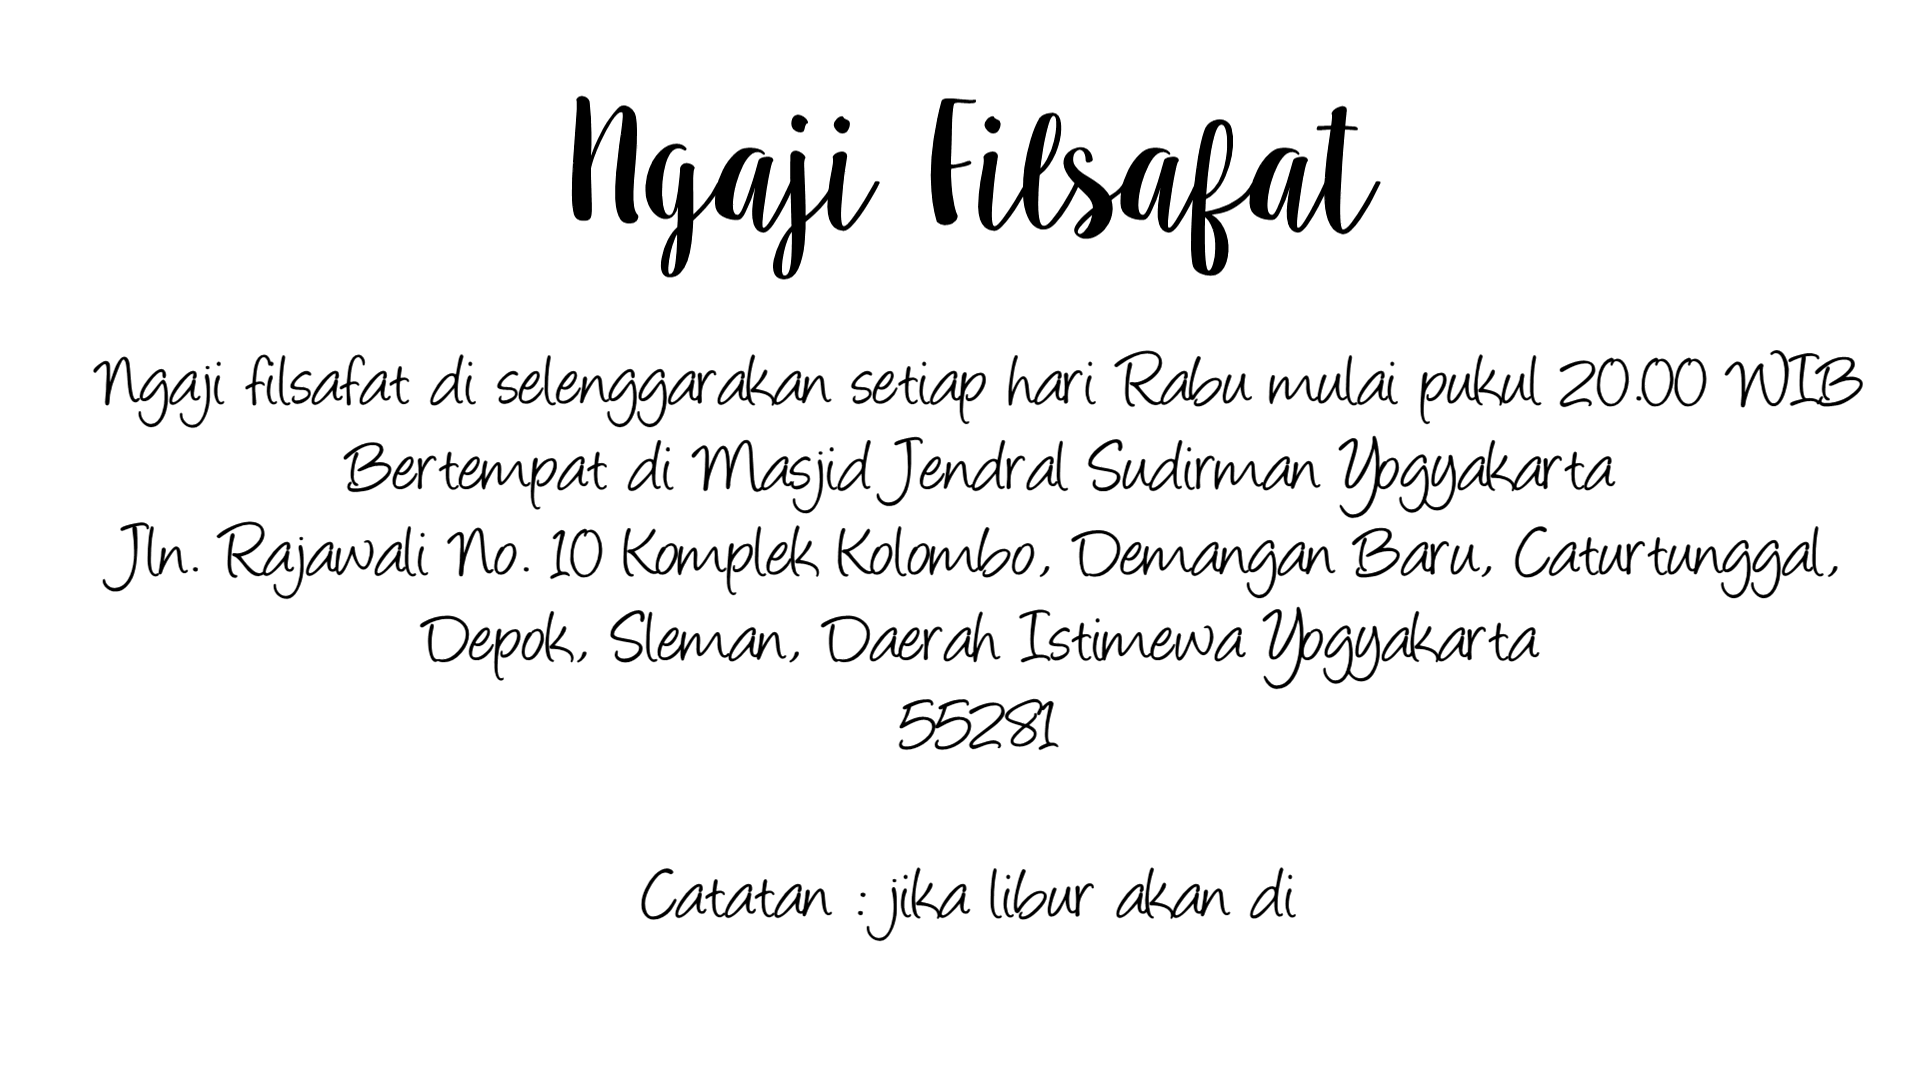 Ngaji Filsafat
Ngaji filsafat di selenggarakan setiap hari Rabu mulai pukul 20.00 WIB
Bertempat di Masjid Jendral Sudirman Yogyakarta
Jln. Rajawali No. 10 Komplek Kolombo, Demangan Baru, Caturtunggal,
Depok, Sleman, Daerah Istimewa Yogyakarta
55281
Catatan : jika libur akan di